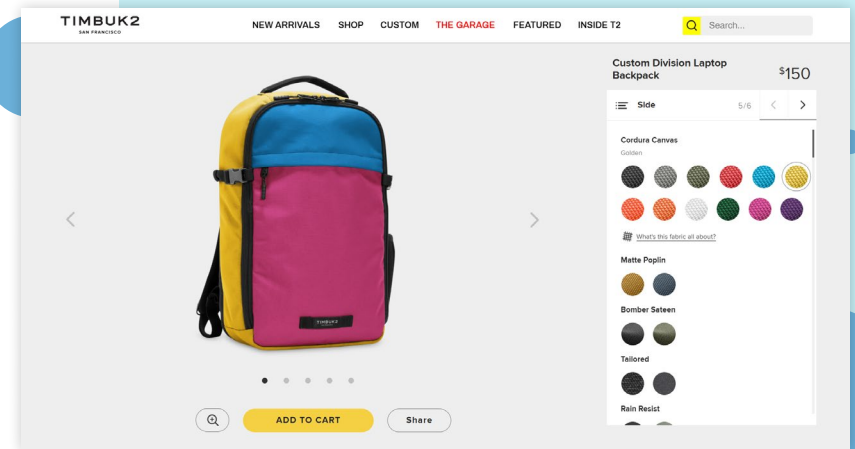 TIMBUK2
SAN FRANCISCO
NEW ARRIVALS SHOP CUSTOM THE GARAGE FEATURED INSIDE T2
Search...
Custom Division Laptop
Backpack
$150
Side 5/6
Cordura Canvas
Golden
What's this fabric all about?
Matte Poplin
Bomber Sateen
Tailored
Rain Resist
TIMBUK2
ADD TO CART
Share